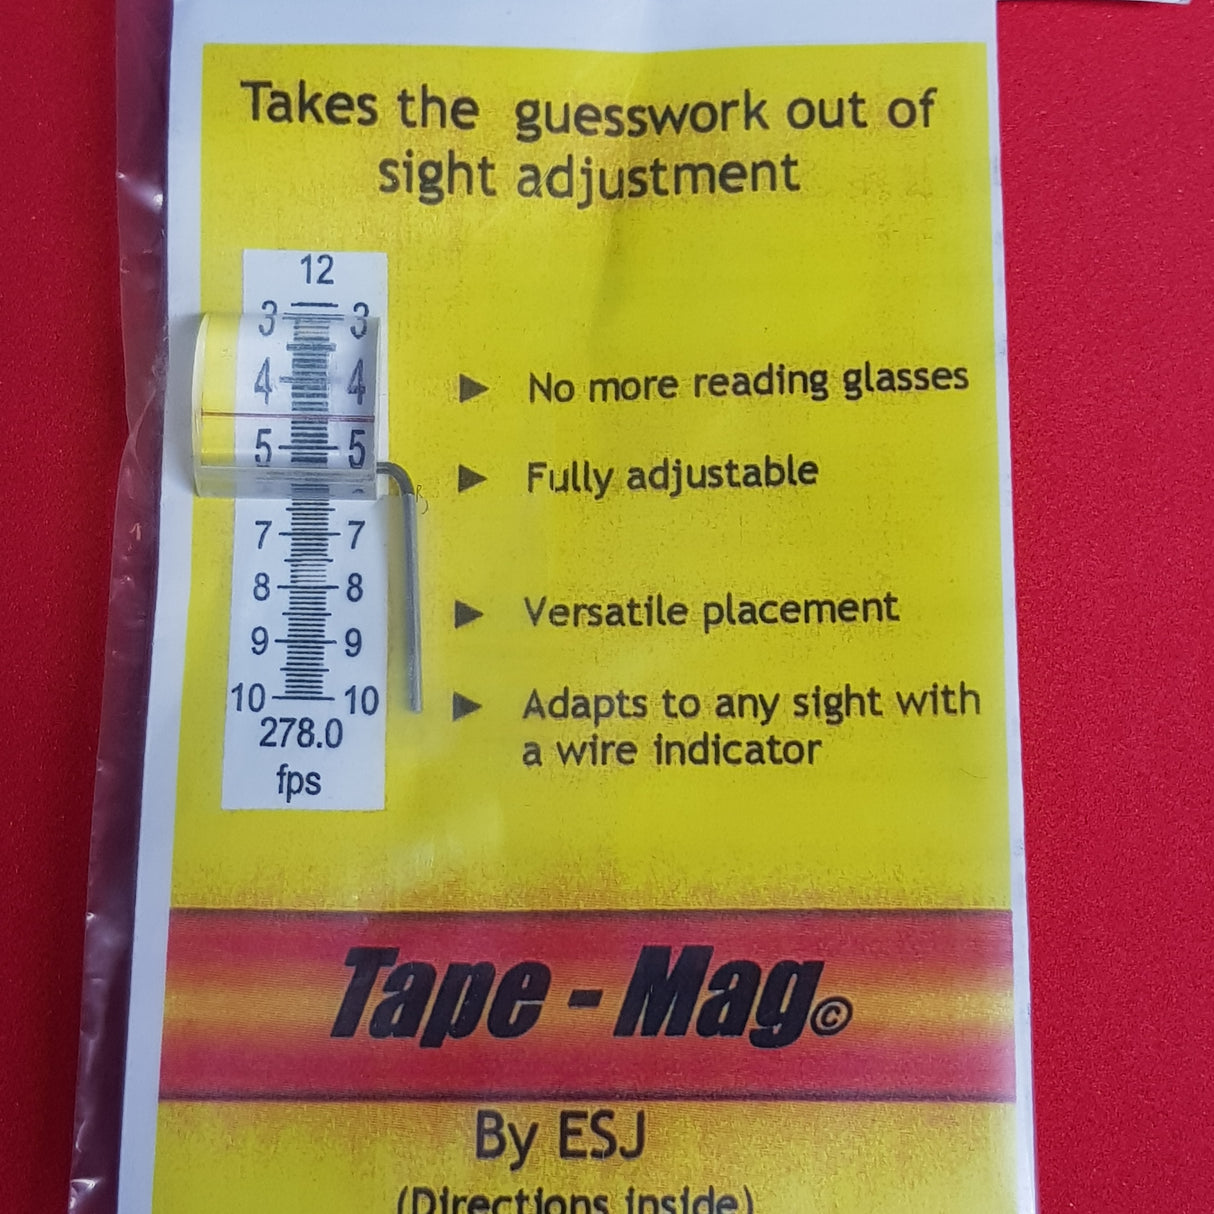 Takes the guesswork out of
sight adjustment
12
3 3
4 4
5 5
7 7
8 8
9 9
10 10
278.0
fps
► No more reading glasses
► Fully adjustable
► Versatile placement
► Adapts to any sight with
a wire indicator
Tape - Mag©
By ESJ
(Directions inside)